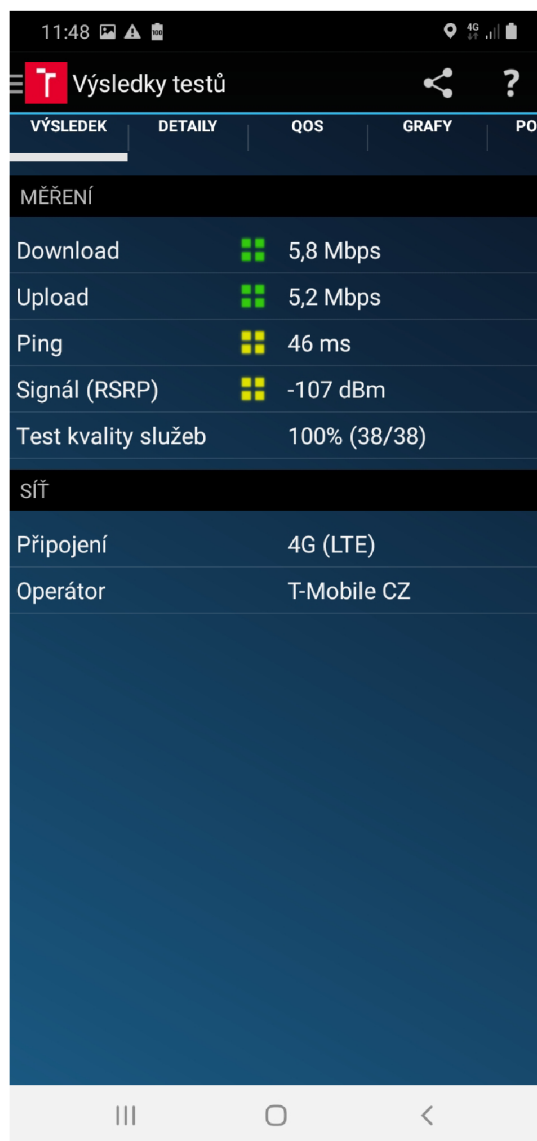 11:48 100 4G
Výsledky testů ?
VÝSLEDEK DETAILY QOS GRAFY PO
MĚŘENÍ
Download 5,8 Mbps
Upload 5,2 Mbps
Ping 46 ms
Signál (RSRP) -107 dBm
Test kvality služeb 100% (38/38)
SÍŤ
Připojení 4G (LTE)
Operátor T-Mobile CZ